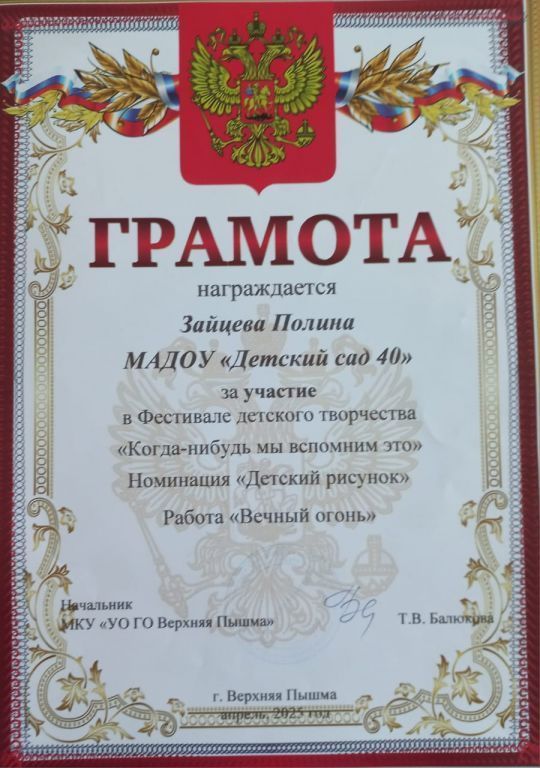 ГРАМОТА
награждается
Зайцева Полина
МАДОУ «Детский сад 40»
за участие
в Фестивале детского творчества
«Когда-нибудь мы вспомним это»
Номинация «Детский рисунок»
Работа «Вечный огонь»
Начальник
МКУ «УО ГО Верхняя Пышма»
Т.В. Балюкова
г. Верхняя Пышма
апрель, 2025 год